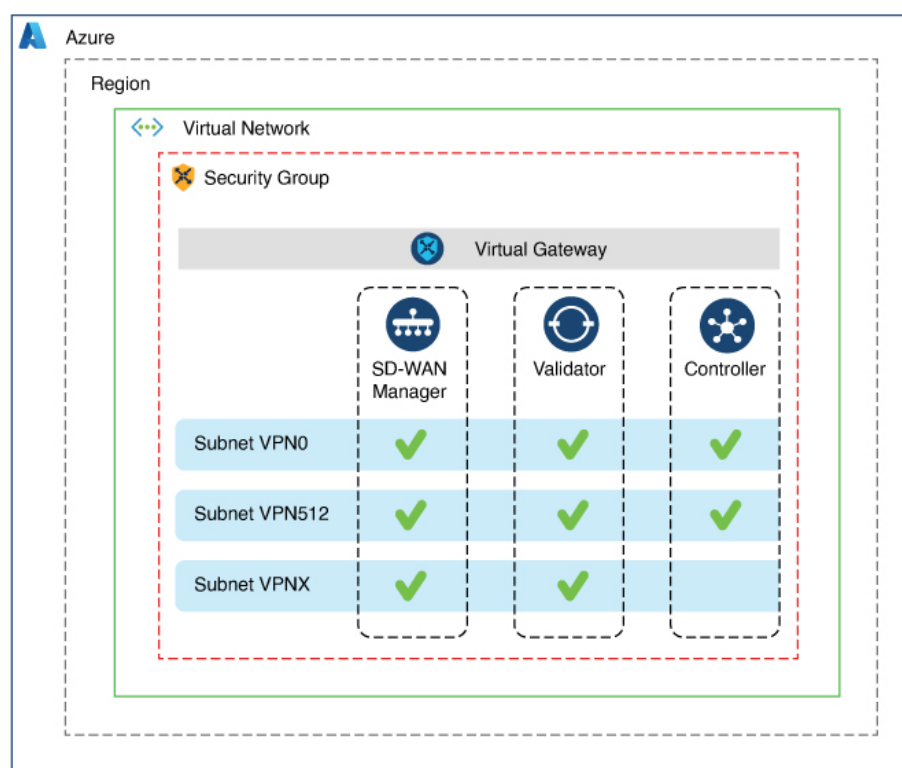 Azure
Region
Virtual Network
Security Group
Virtual Gateway
SD-WAN
Manager
Validator
Controller
Subnet VPN0
Subnet VPN512
Subnet VPNX